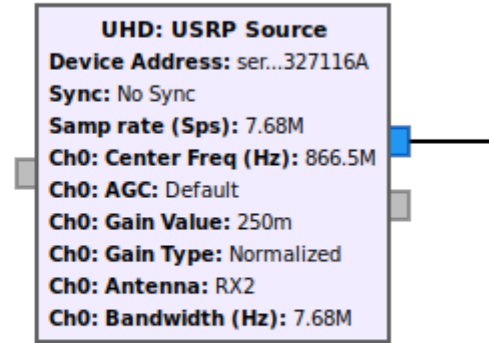 UHD: USRP Source
Device Address: ser...327116A
Sync: No Sync
Samp rate (Sps): 7.68M
Ch0: Center Freq (Hz): 866.5M
Ch0: AGC: Default
Ch0: Gain Value: 250m
Ch0: Gain Type: Normalized
Ch0: Antenna: RX2
Ch0: Bandwidth (Hz): 7.68M